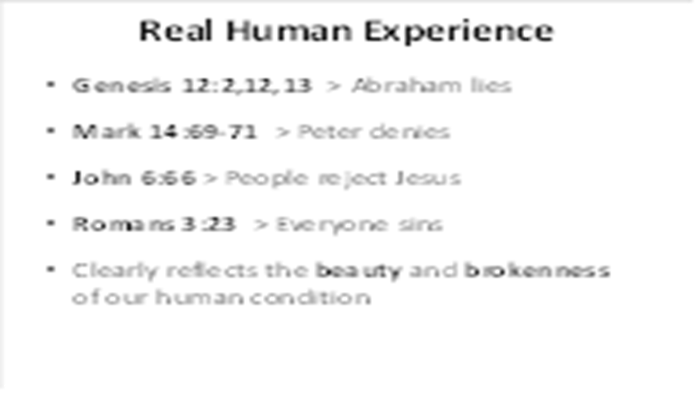 Real Human Experience
• Genesis 12:2,12,13 > Abraham lies
• Mark 14:69-71 > Peter denies
• John 6:66 > People reject Jesus
• Romans 3:23 > Everyone sins
• Clearly reflects the beauty and brokenness
of our human condition